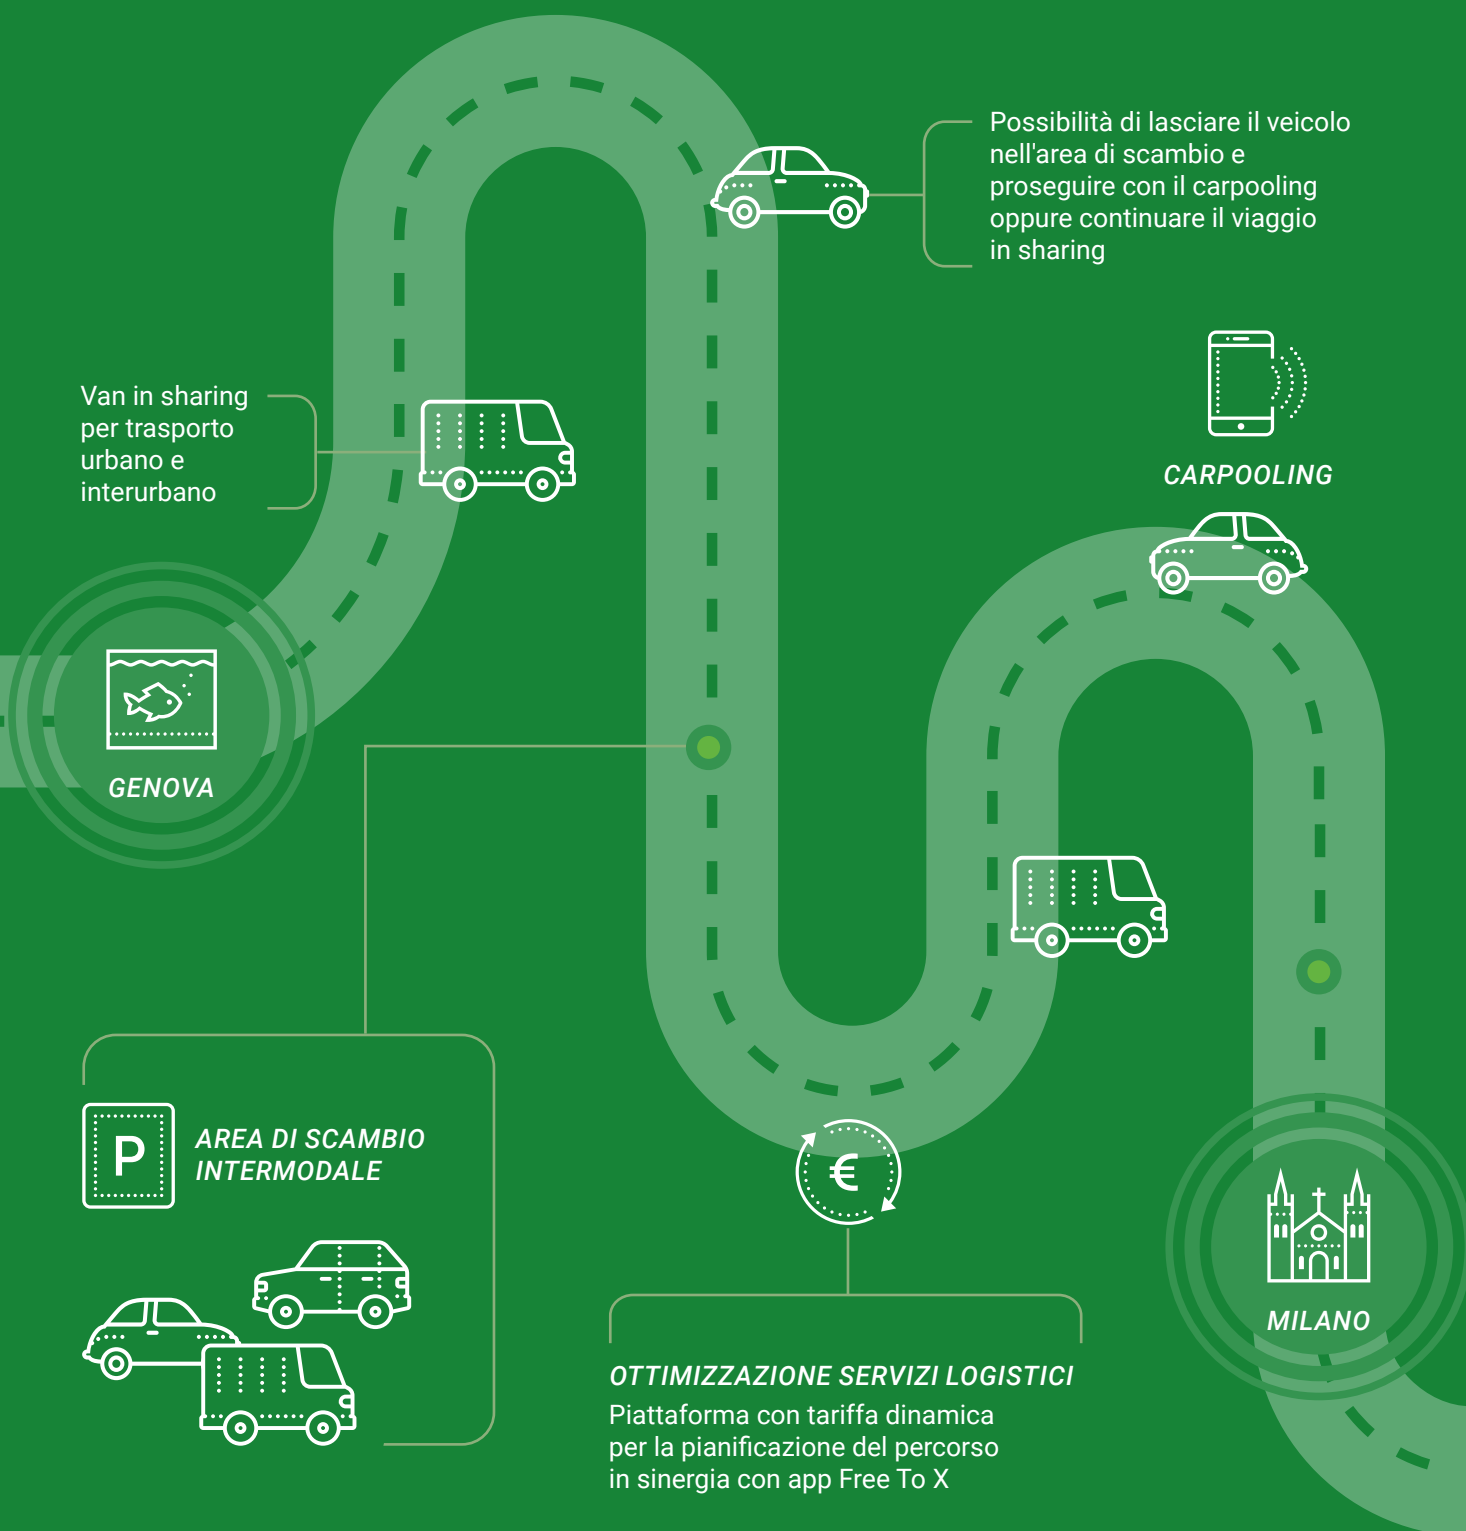 Possibilità di lasciare il veicolo
nell'area di scambio e
proseguire con il carpooling
oppure continuare il viaggio
in sharing
Van in sharing
per trasporto
urbano e
interurbano
CARPOOLING
GENOVA
P
AREA DI SCAMBIO
INTERMODALE
€
MILANO
OTTIMIZZAZIONE SERVIZI LOGISTICI
Piattaforma con tariffa dinamica
per la pianificazione del percorso
in sinergia con app Free To X